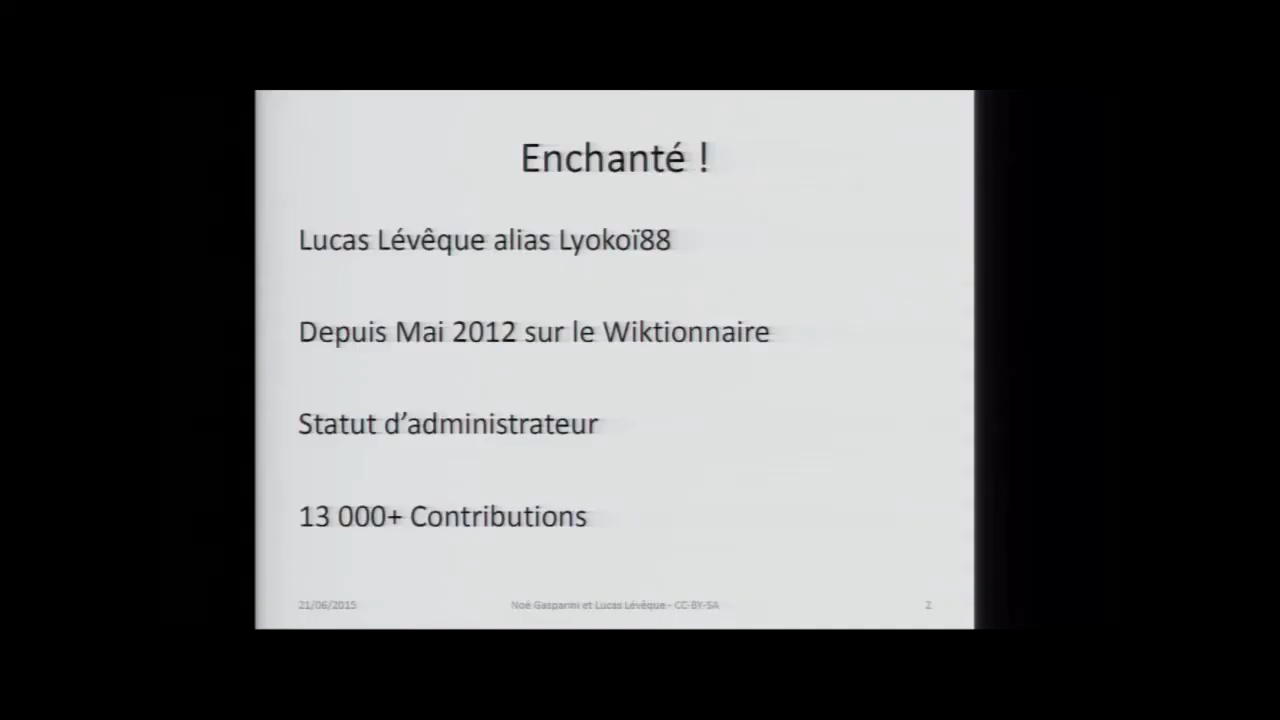 Enchanté !
Lucas Lévêque alias Lyokoï88
Depuis Mai 2012 sur le Wiktionnaire
Statut d’administrateur
13 000+ Contributions
21/06/2015
Noé Gasparini et Lucas Lévêque - CC-BY-SA
2